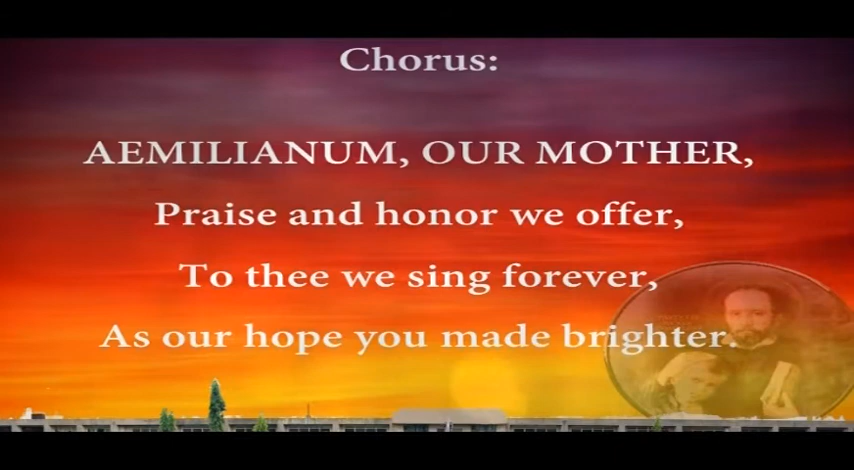 Chorus:
AEMILIANUM, OUR MOTHER,
Praise and honor we offer,
To thee we sing forever,
As our hope you made brighter.